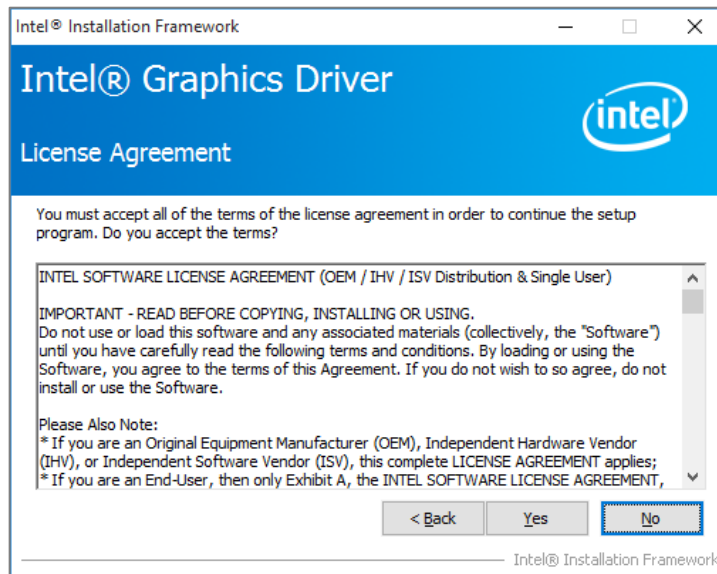 Intel® Installation Framework
Intel® Graphics Driver
intel
License Agreement
You must accept all of the terms of the license agreement in order to continue the setup
program. Do you accept the terms?
INTEL SOFTWARE LICENSE AGREEMENT (OEM / IHV / ISV Distribution & Single User)
IMPORTANT - READ BEFORE COPYING, INSTALLING OR USING.
Do not use or load this software and any associated materials (collectively, the "Software")
until you have carefully read the following terms and conditions. By loading or using the
Software, you agree to the terms of this Agreement. If you do not wish to so agree, do not
install or use the Software.
Please Also Note:
* If you are an Original Equipment Manufacturer (OEM), Independent Hardware Vendor
(IHV), or Independent Software Vendor (ISV), this complete LICENSE AGREEMENT applies;
* If you are an End-User, then only Exhibit A, the INTEL SOFTWARE LICENSE AGREEMENT,
< Back
Yes
No
Intel® Installation Framework